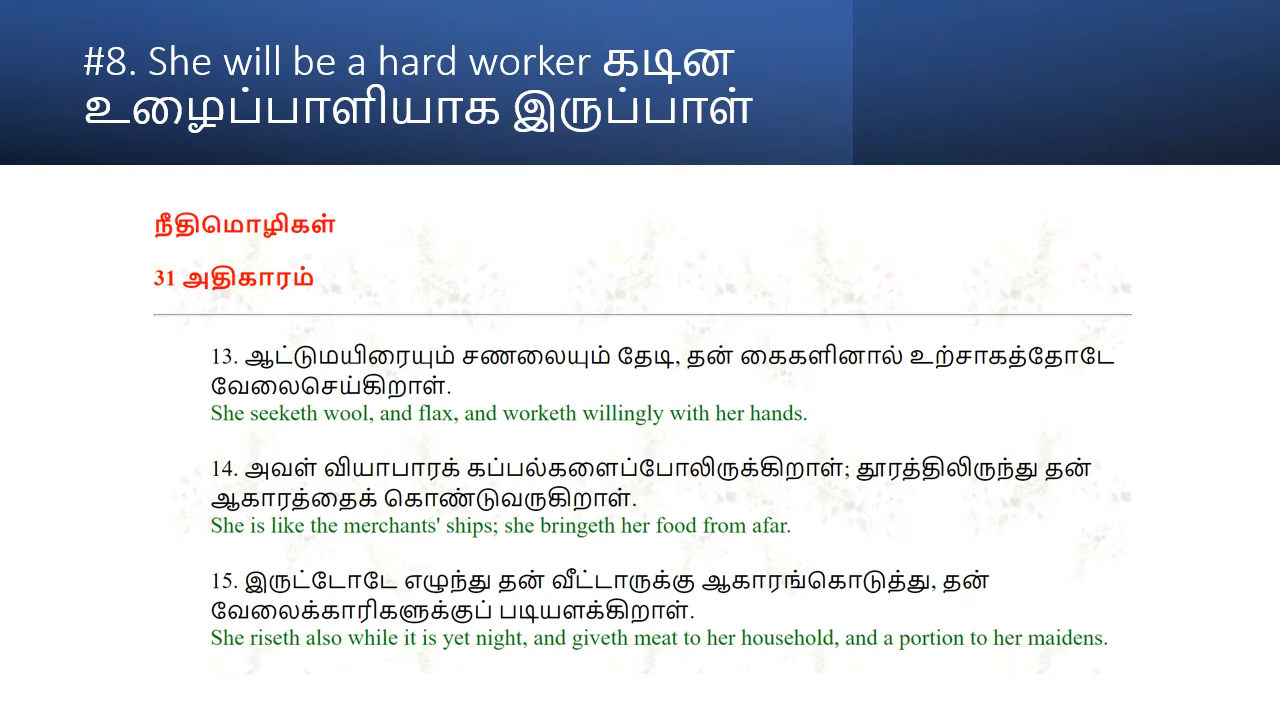 #8. She will be a hard worker கடின
உழைப்பாளியாக இருப்பாள்
நீதிமொழிகள்
31 அதிகாரம்
13. ஆட்டுமயிரையும் சணலையும் தேடி, தன் கைகளினால் உற்சாகத்தோடே
வேலைசெய்கிறாள்.
She seeketh wool, and flax, and worketh willingly with her hands.
14. அவள் வியாபாரக் கப்பல்களைப்போலிருக்கிறாள்; தூரத்திலிருந்து தன்
ஆகாரத்தைக் கொண்டுவருகிறாள்.
She is like the merchants' ships; she bringeth her food from afar.
15. இருட்டோடே எழுந்து தன் வீட்டாருக்கு ஆகாரங்கொடுத்து, தன்
வேலைக்காரிகளுக்குப் படியளக்கிறாள்.
She riseth also while it is yet night, and giveth meat to her household, and a portion to her maidens.